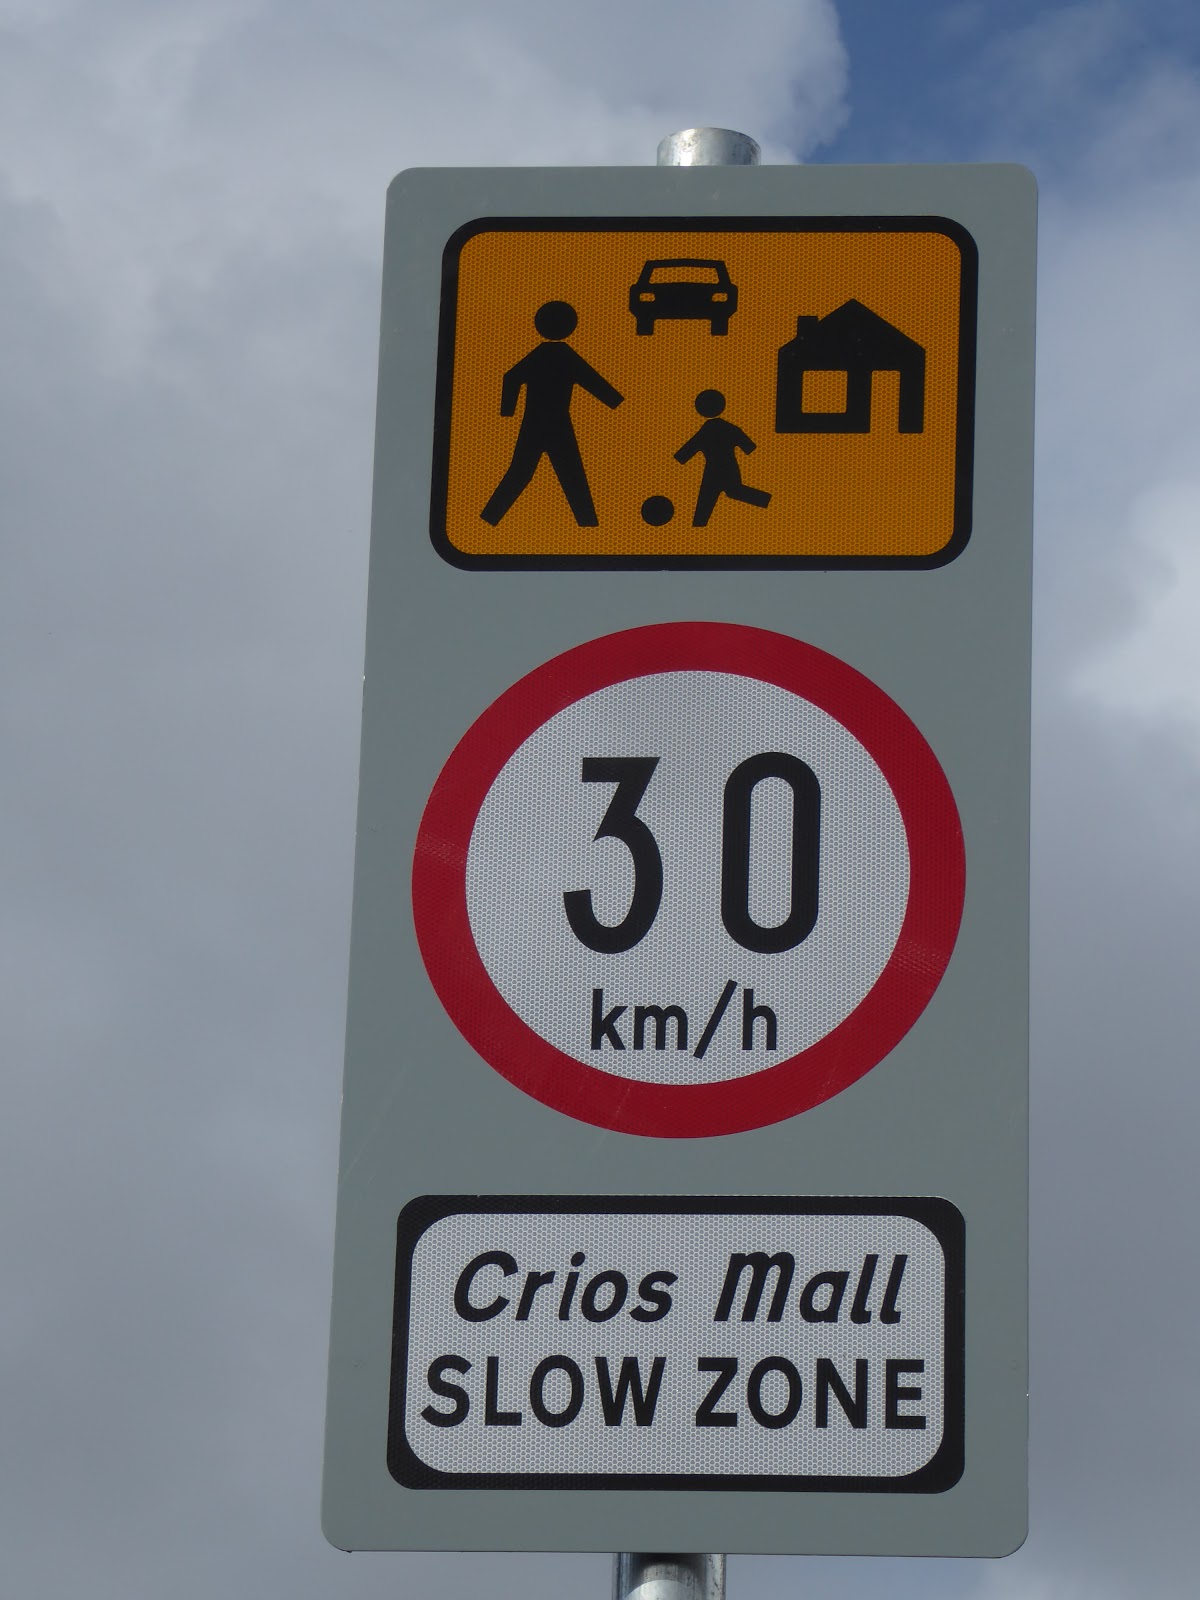 30
km/h
Crios Mall
SLOW ZONE